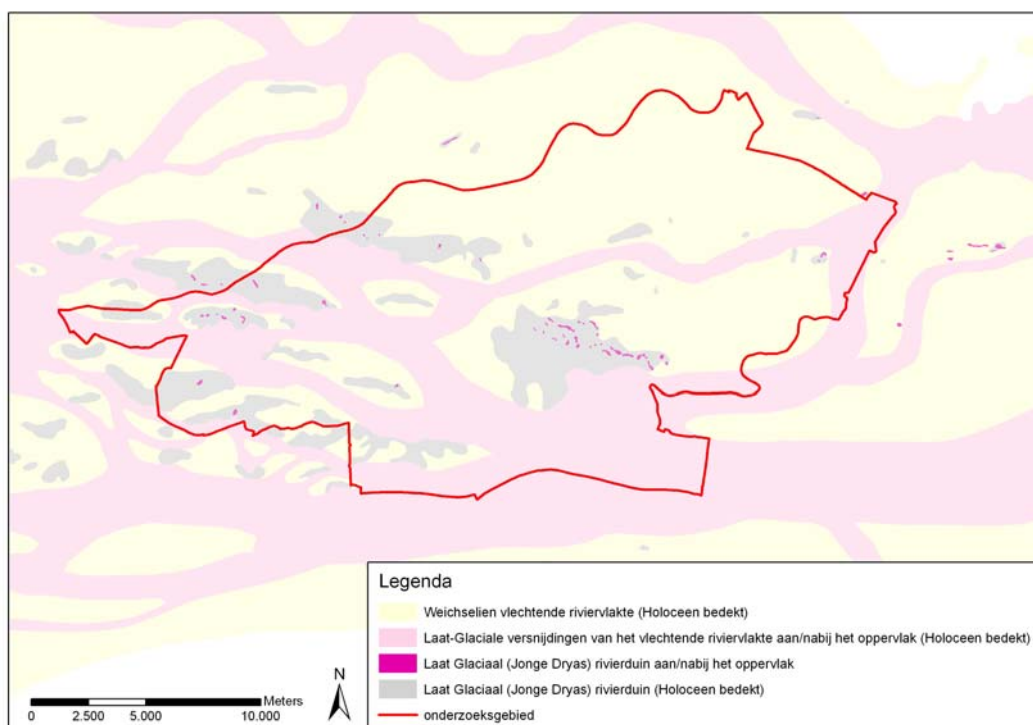 Legenda
Weichselien vlechtende riviervlakte (Holoceen bedekt)
Laat-Glaciale versnijdingen van het vlechtende riviervlakte aan/nabij het oppervlak (Holoceen bedekt)
Laat Glaciaal (Jonge Dryas) rivierduin aan/nabij het oppervlak
Laat Glaciaal (Jonge Dryas) rivierduin (Holoceen bedekt)
onderzoeksgebied
N
Meters
0 2.500 5.000 10.000